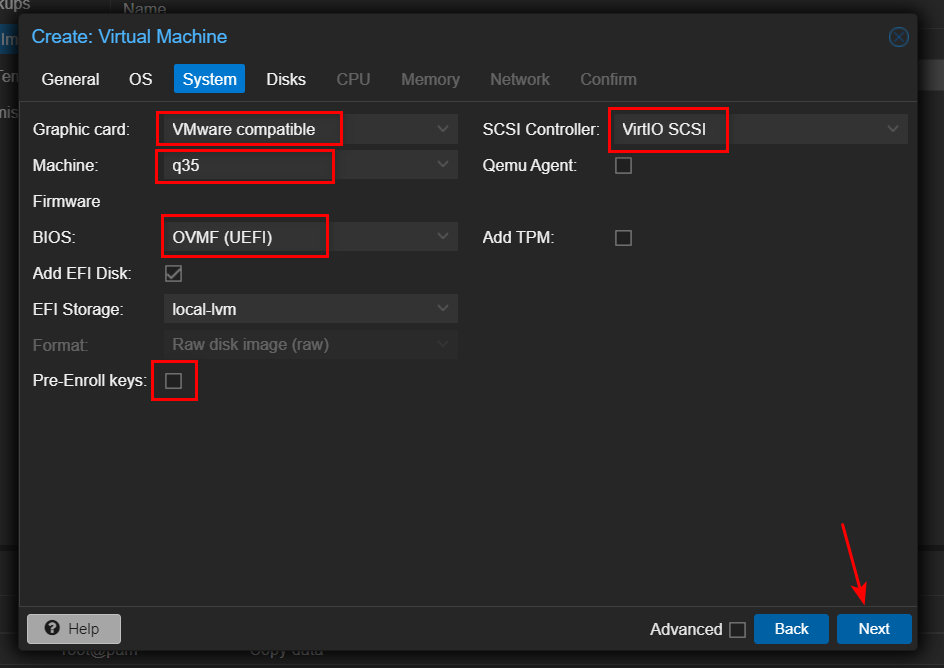 kups
Name
Create: Virtual Machine
Im
General OS System Disks CPU Memory Network Confirm
Graphic card: VMware compatible SCSI Controller: VirtIO SCSI
Machine: q35 Qemu Agent:
Firmware
BIOS: OVMF (UEFI) Add TPM:
Add EFI Disk:
EFI Storage: local-lvm
Format: Raw disk image (raw)
Pre-Enroll keys:
Help Advanced Back Next
root@pam Copy data